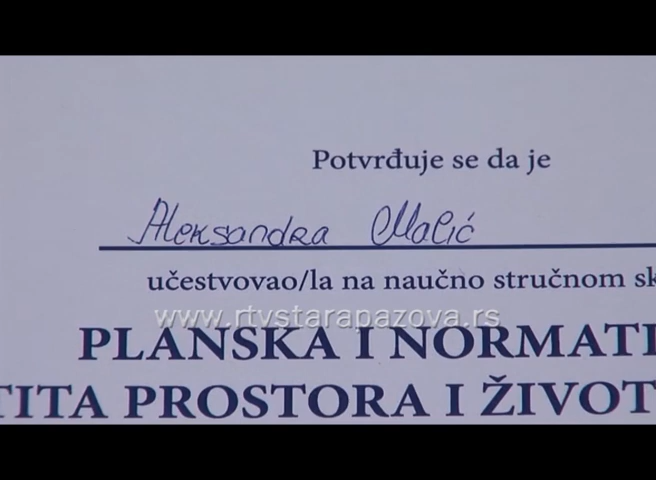 Potvrđuje se da je
Aleksandra Malić
učestvovao/la na naučno stručnom sk
www.rtvstarapazova.rs
PLANSKA I NORMATI
TITA PROSTORA I ŽIVOT